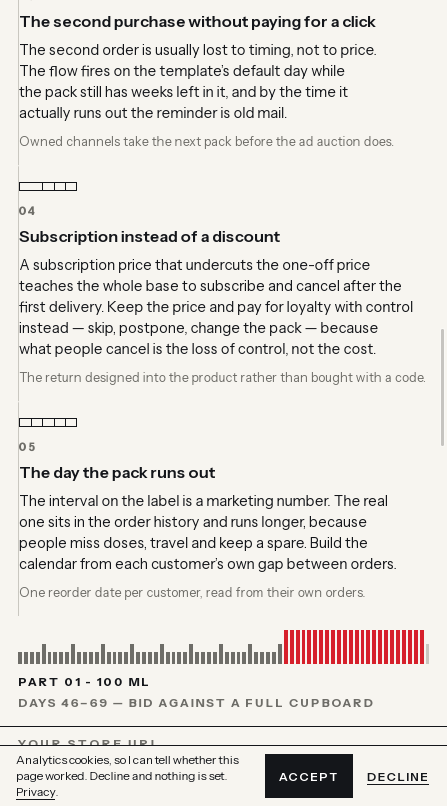 The second purchase without paying for a click
The second order is usually lost to timing, not to price.
The flow fires on the template’s default day while
the pack still has weeks left in it, and by the time it
actually runs out the reminder is old mail.
Owned channels take the next pack before the ad auction does.
04
Subscription instead of a discount
A subscription price that undercuts the one-off price
teaches the whole base to subscribe and cancel after the
first delivery. Keep the price and pay for loyalty with control
instead — skip, postpone, change the pack — because
what people cancel is the loss of control, not the cost.
The return designed into the product rather than bought with a code.
05
The day the pack runs out
The interval on the label is a marketing number. The real
one sits in the order history and runs longer, because
people miss doses, travel and keep a spare. Build the
calendar from each customer’s own gap between orders.
One reorder date per customer, read from their own orders.
PART 01 - 100 ML
DAYS 46–69 — BID AGAINST A FULL CUPBOARD
YOUR STORE URL
Analytics cookies, so I can tell whether this
page worked. Decline and nothing is set.
Privacy.
ACCEPT
DECLINE